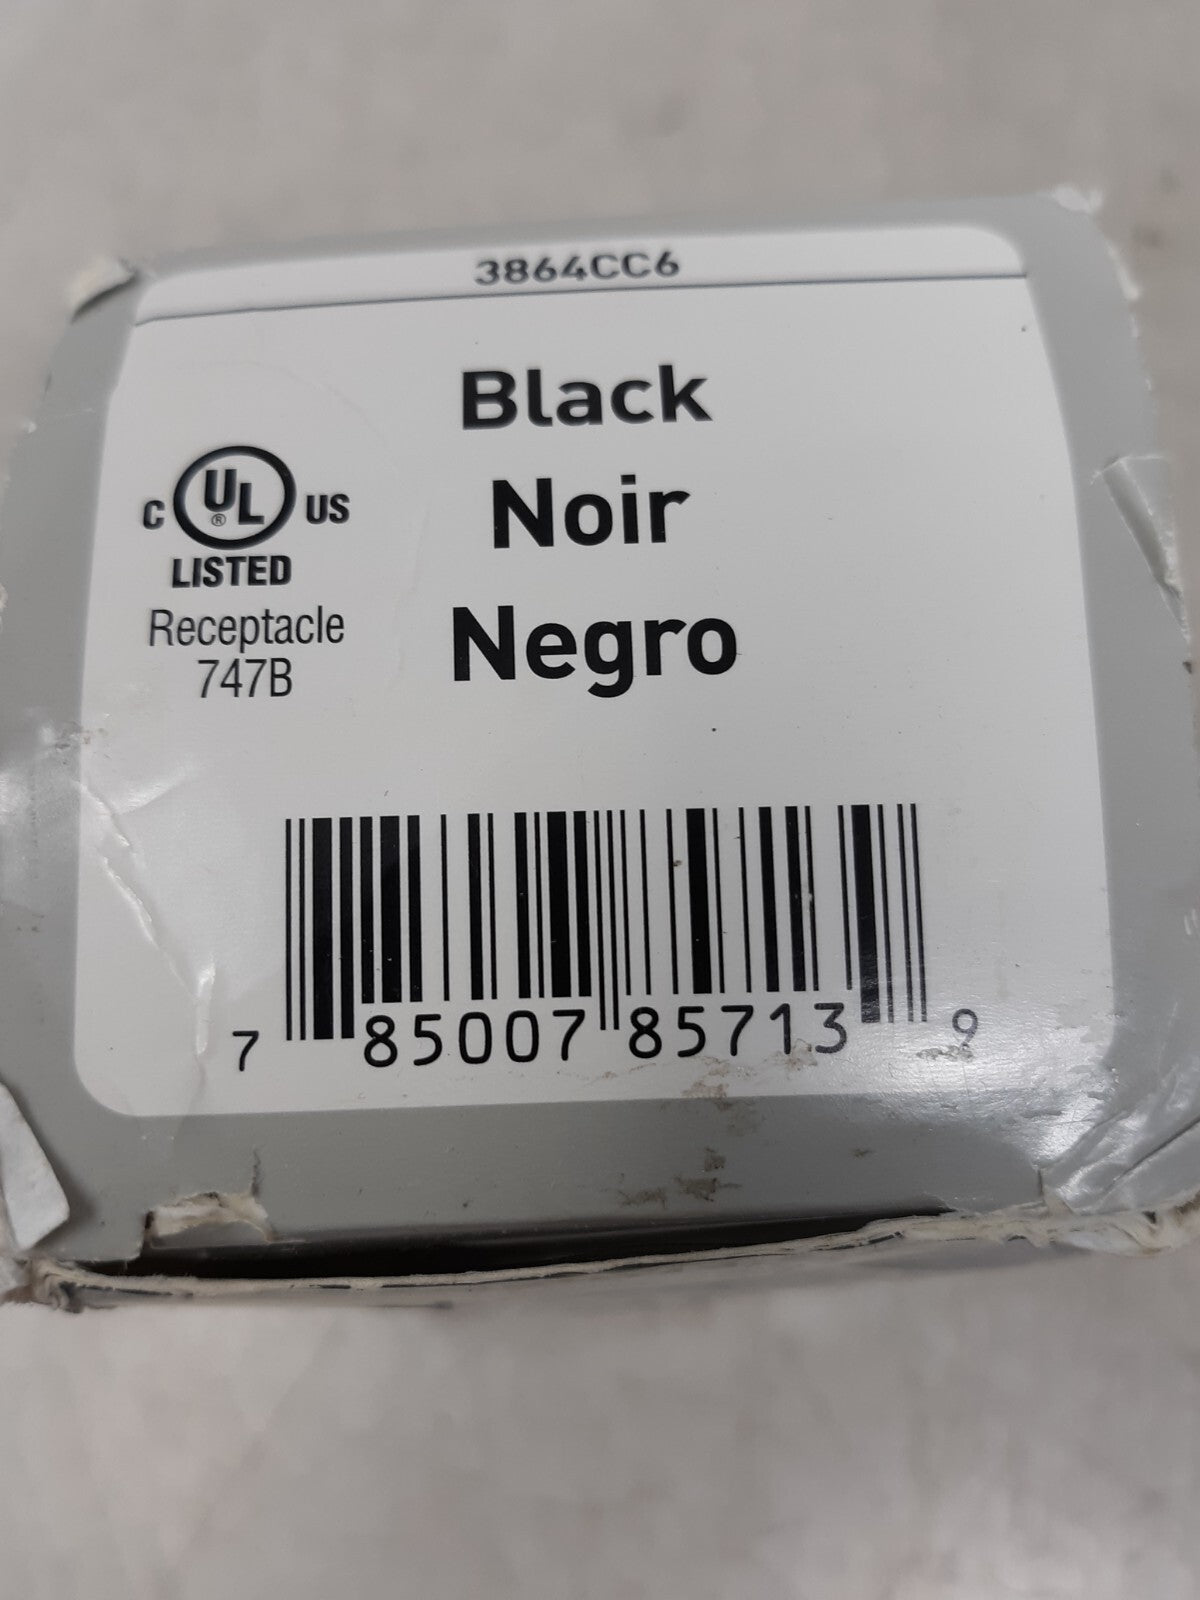 3864CC6
Black
Noir
Negro
C UL® US
LISTED
Receptacle
747B
7 85007 85713 9